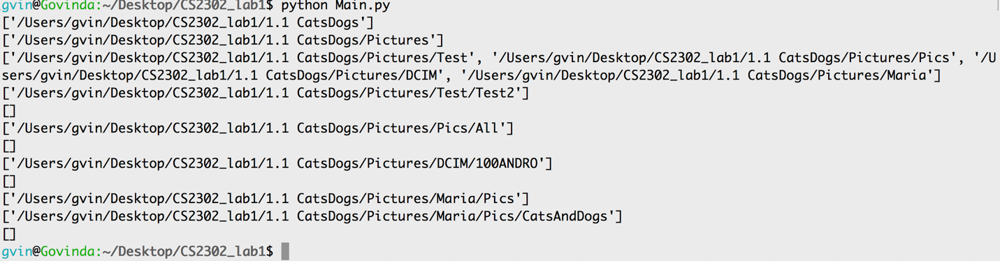 gvin@Govinda:~/Desktop/CS2302_lab1$ python Main.py
['/Users/gvin/Desktop/CS2302_lab1/1.1 CatsDogs']
['/Users/gvin/Desktop/CS2302_lab1/1.1 CatsDogs/Pictures']
['/Users/gvin/Desktop/CS2302_lab1/1.1 CatsDogs/Pictures/Test', '/Users/gvin/Desktop/CS2302_lab1/1.1 CatsDogs/Pictures/Pics', '/U
sers/gvin/Desktop/CS2302_lab1/1.1 CatsDogs/Pictures/DCIM', '/Users/gvin/Desktop/CS2302_lab1/1.1 CatsDogs/Pictures/Maria']
['/Users/gvin/Desktop/CS2302_lab1/1.1 CatsDogs/Pictures/Test/Test2']
[]
['/Users/gvin/Desktop/CS2302_lab1/1.1 CatsDogs/Pictures/Pics/All']
[]
['/Users/gvin/Desktop/CS2302_lab1/1.1 CatsDogs/Pictures/DCIM/100ANDRO']
[]
['/Users/gvin/Desktop/CS2302_lab1/1.1 CatsDogs/Pictures/Maria/Pics']
['/Users/gvin/Desktop/CS2302_lab1/1.1 CatsDogs/Pictures/Maria/Pics/CatsAndDogs']
[]
gvin@Govinda:~/Desktop/CS2302_lab1$